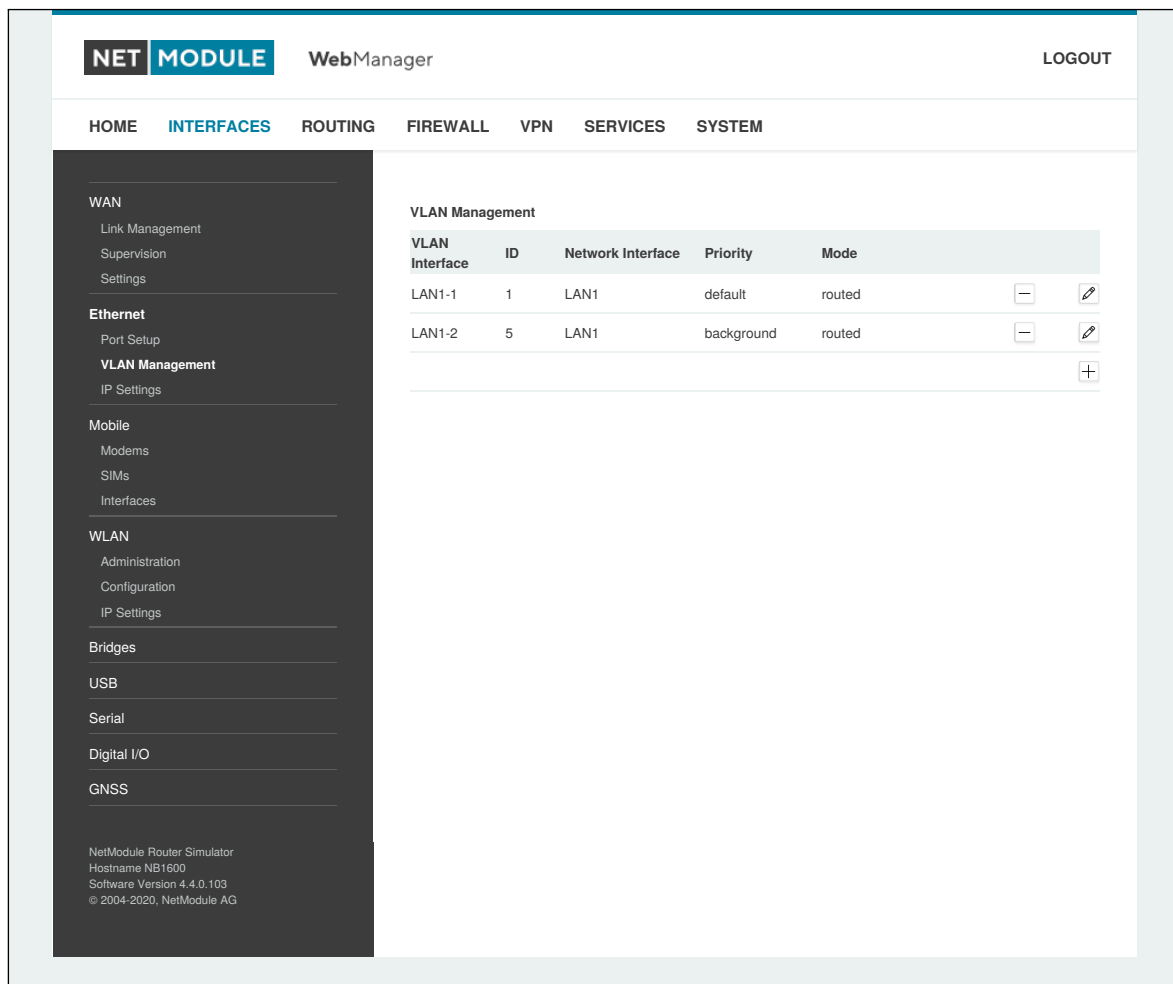 NET MODULE WebManager LOGOUT
HOME INTERFACES ROUTING FIREWALL VPN SERVICES SYSTEM
WAN
Link Management
Supervision
Settings
Ethernet
Port Setup
VLAN Management
IP Settings
Mobile
Modems
SIMs
Interfaces
WLAN
Administration
Configuration
IP Settings
Bridges
USB
Serial
Digital I/O
GNSS
NetModule Router Simulator
Hostname NB1600
Software Version 4.4.0.103
© 2004-2020, NetModule AG
VLAN Management
VLAN Interface ID Network Interface Priority Mode
LAN1-1 1 LAN1 default routed
LAN1-2 5 LAN1 background routed